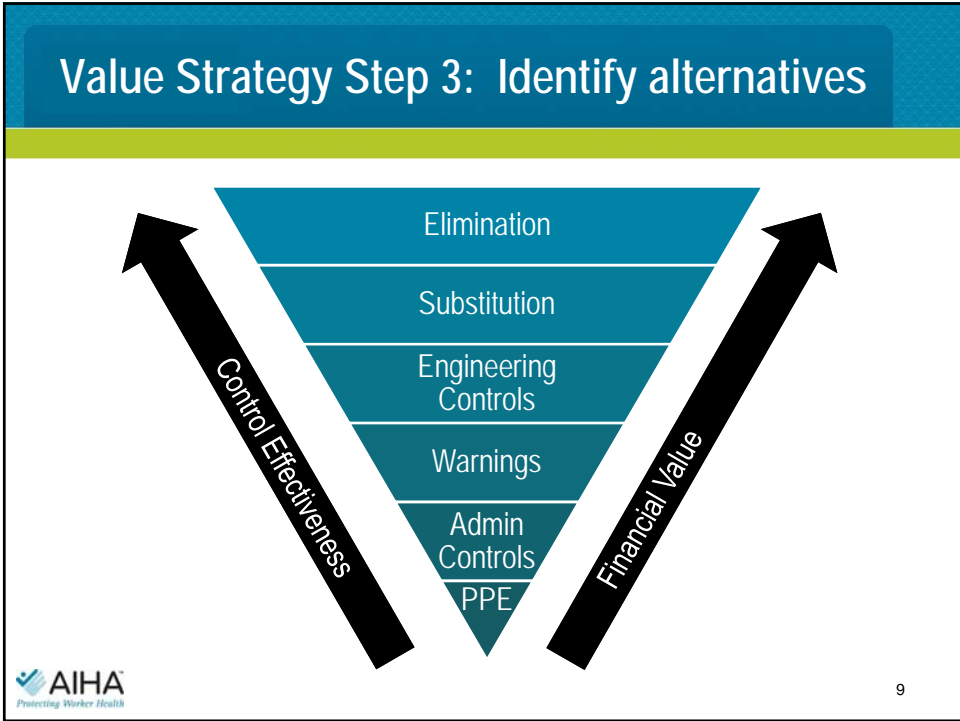 Value Strategy Step 3: Identify alternatives
Elimination
Substitution
Engineering
Controls
Warnings
Admin
Controls
PPE
Control Effectiveness
Financial Value
AIHA
Protecting Worker Health
9